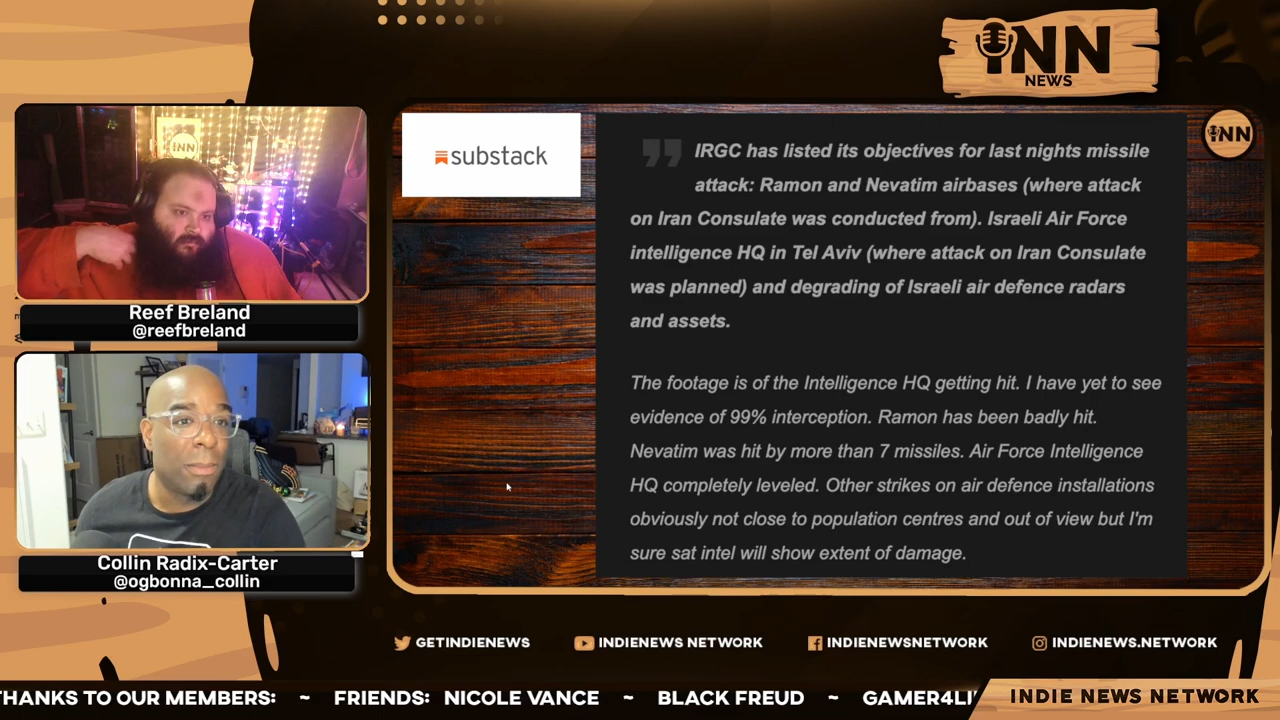 INN
NEWS
INN
substack
IRGC has listed its objectives for last nights missile
attack: Ramon and Nevatim airbases (where attack
on Iran Consulate was conducted from). Israeli Air Force
intelligence HQ in Tel Aviv (where attack on Iran Consulate
was planned) and degrading of Israeli air defence radars
and assets.
The footage is of the Intelligence HQ getting hit. I have yet to see
evidence of 99% interception. Ramon has been badly hit.
Nevatim was hit by more than 7 missiles. Air Force Intelligence
HQ completely leveled. Other strikes on air defence installations
obviously not close to population centres and out of view but I'm
sure sat intel will show extent of damage.
INN
Reef Breland
@reefbreland
Collin Radix-Carter
@ogbonna_collin
GETINDIENEWS
INDIENEWS NETWORK
INDIENEWSNETWORK
INDIENEWS.NETWORK
THANKS TO OUR MEMBERS: ~ FRIENDS: NICOLE VANCE ~ BLACK FREUD ~ GAMER4LI
INDIE NEWS NETWORK